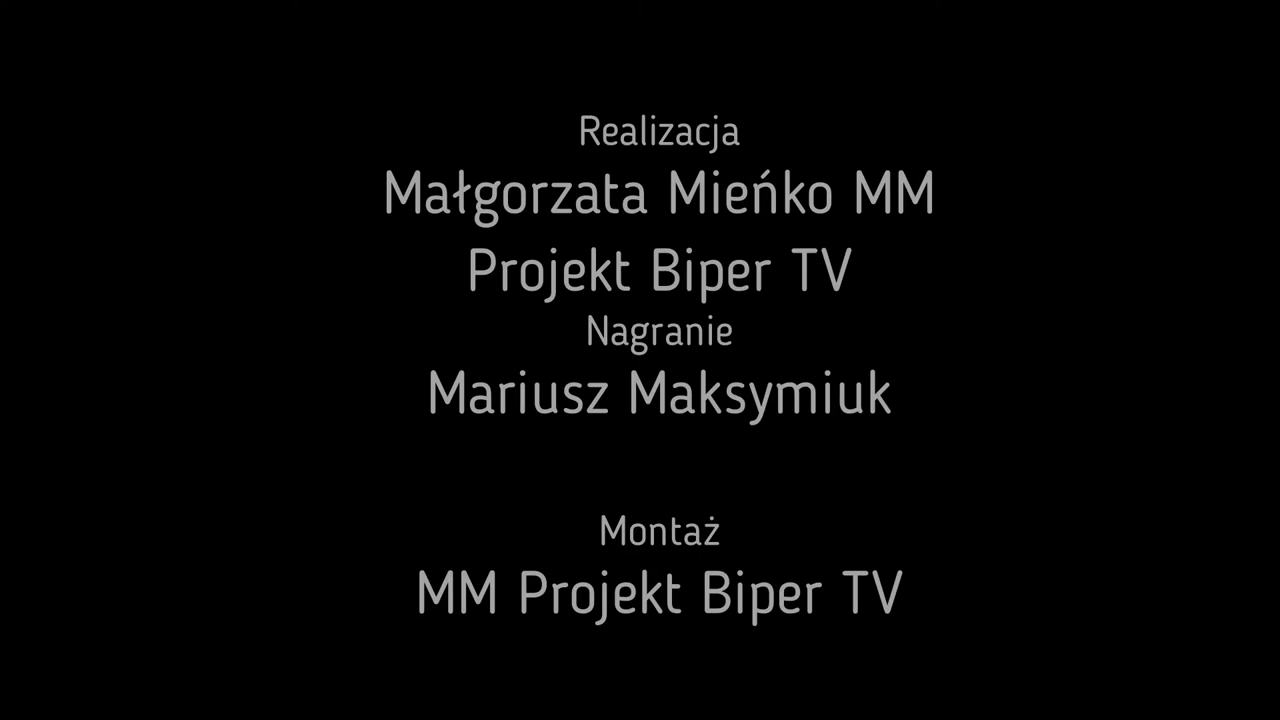 Realizacja
Małgorzata Mieńko MM
Projekt Biper TV
Nagranie
Mariusz Maksymiuk
Montaż
MM Projekt Biper TV